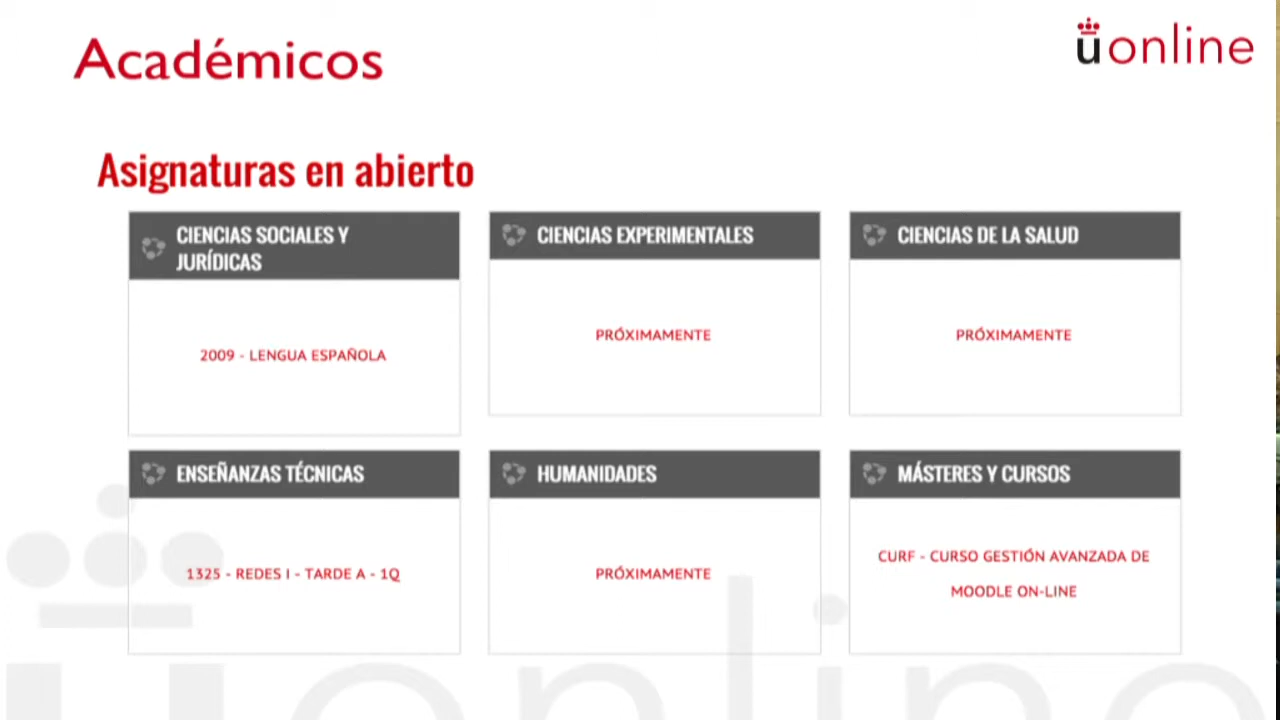 Académicos
üonline
Asignaturas en abierto
CIENCIAS SOCIALES Y
JURÍDICAS
2009 - LENGUA ESPAÑOLA
CIENCIAS EXPERIMENTALES
PRÓXIMAMENTE
CIENCIAS DE LA SALUD
PRÓXIMAMENTE
ENSEÑANZAS TÉCNICAS
1325 - REDES I - TARDE A - 1Q
HUMANIDADES
PRÓXIMAMENTE
MÁSTERES Y CURSOS
CURF - CURSO GESTIÓN AVANZADA DE
MOODLE ON-LINE
üonline